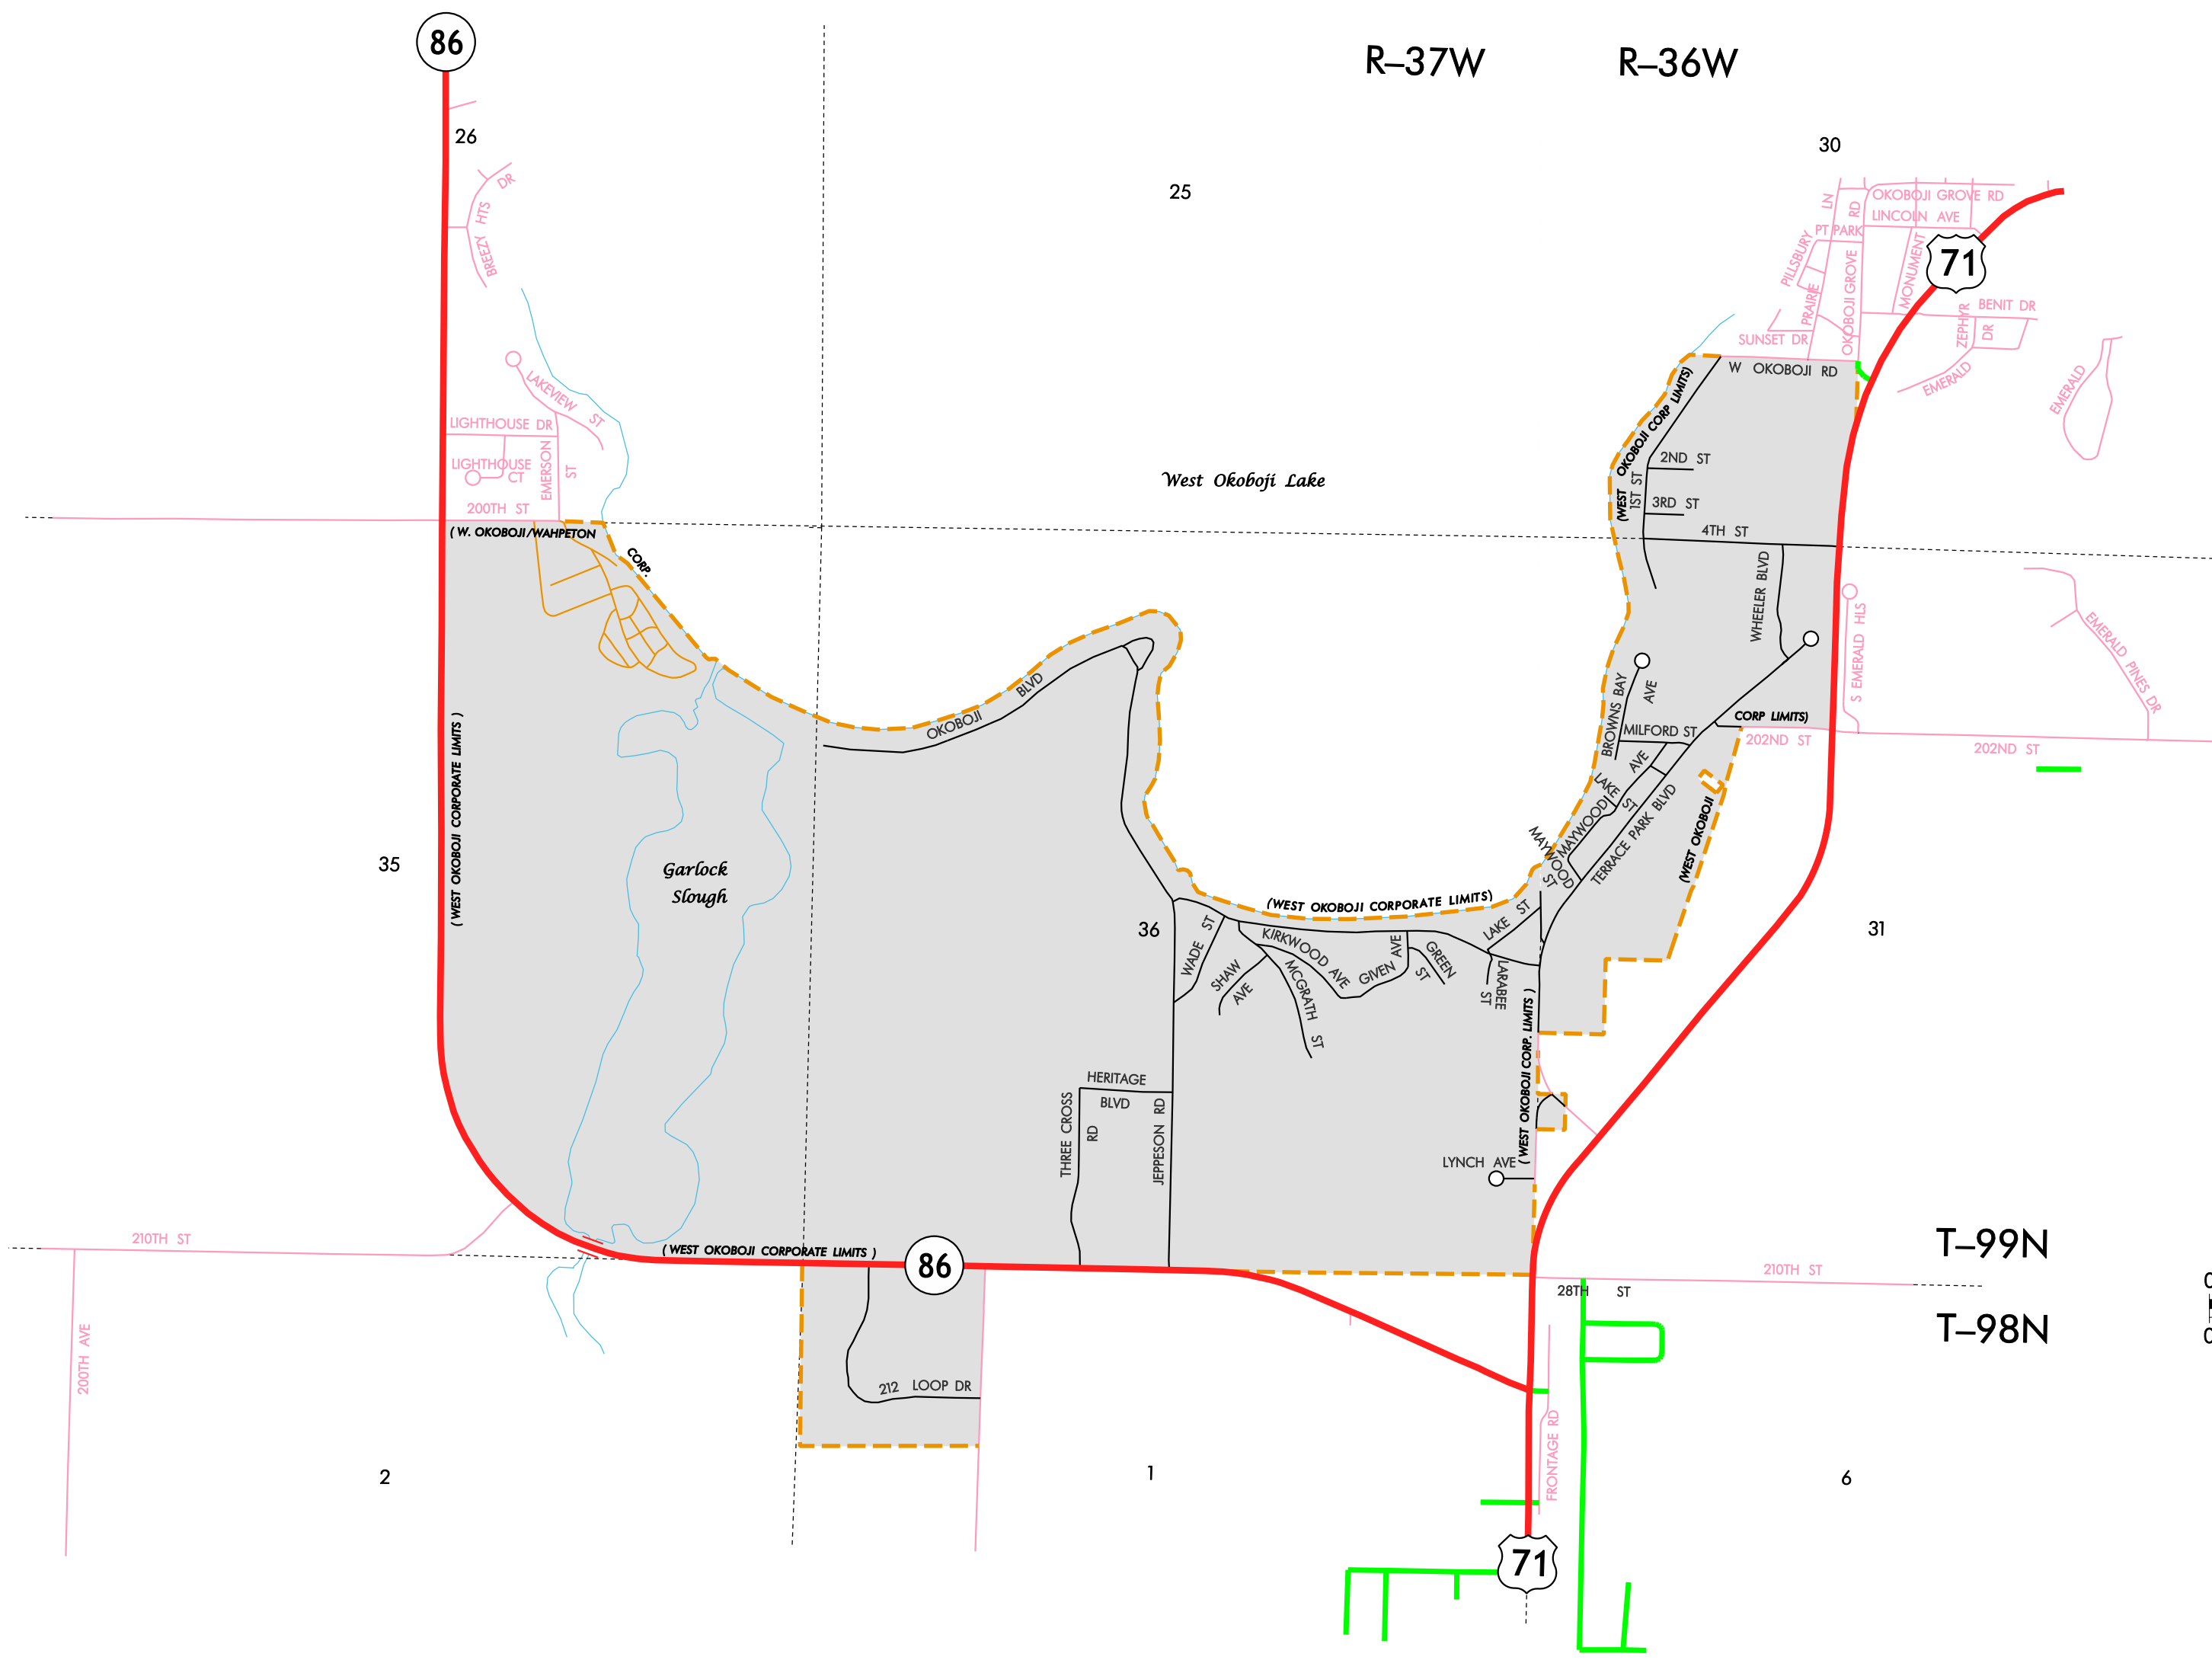 86
R–37W R–36W
26
30
25
BREEZY HTS
DR
OKOBOJI GROVE RD
LINCOLN AVE
LN
RD
PT PARK
PILLSBURY
PRAIRIE
OKOBOJI GROVE
MONUMENT
71
ZEPHYR
DR
BENIT DR
SUNSET DR
EMERALD
EMERALD
W OKOBOJI RD
LAKEVIEW ST
LIGHTHOUSE DR
LIGHTHOUSE
CT
EMERSON
ST
200TH ST
( W. OKOBOJI/WAHPETON
CORP.
West Okoboji Lake
(WEST OKOBOJI CORP LIMITS)
1ST ST
2ND ST
3RD ST
4TH ST
WHEELER BLVD
S EMERALD HLS
EMERALD PINES DR
OKOBOJI BLVD
BROWNS BAY
AVE
MILFORD ST
CORP LIMITS)
202ND ST
202ND ST
(WEST OKOBOJI
LAKE
AVE
ST
MAYWOOD
MAYWOOD
ST
TERRACE PARK BLVD
(WEST OKOBOJI CORPORATE LIMITS )
35
Garlock
Slough
36
31
(WEST OKOBOJI CORPORATE LIMITS)
WADE ST
SHAW
AVE
KIRKWOOD AVE
MCGRATH ST
GIVEN
AVE
GREEN
ST
LAKE ST
LARABEE
ST
(WEST OKOBOJI CORP. LIMITS )
HERITAGE
BLVD
THREE CROSS
RD
JEPPESON RD
LYNCH AVE
210TH ST
( WEST OKOBOJI CORPORATE LIMITS )
86
T–99N
210TH ST
28TH ST
T–98N
0
0
200TH AVE
212 LOOP DR
FRONTAGE RD
2
1
6
71